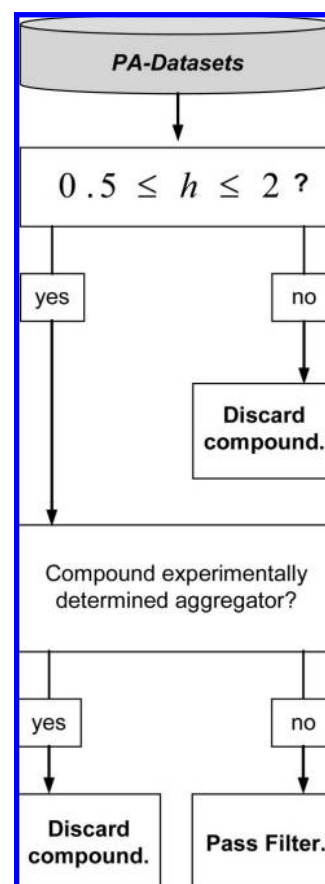 PA-Datasets
0.5 ≤ h ≤ 2 ?
yes
no
Discard
compound.
Compound experimentally
determined aggregator?
yes
no
Discard
compound.
Pass Filter.